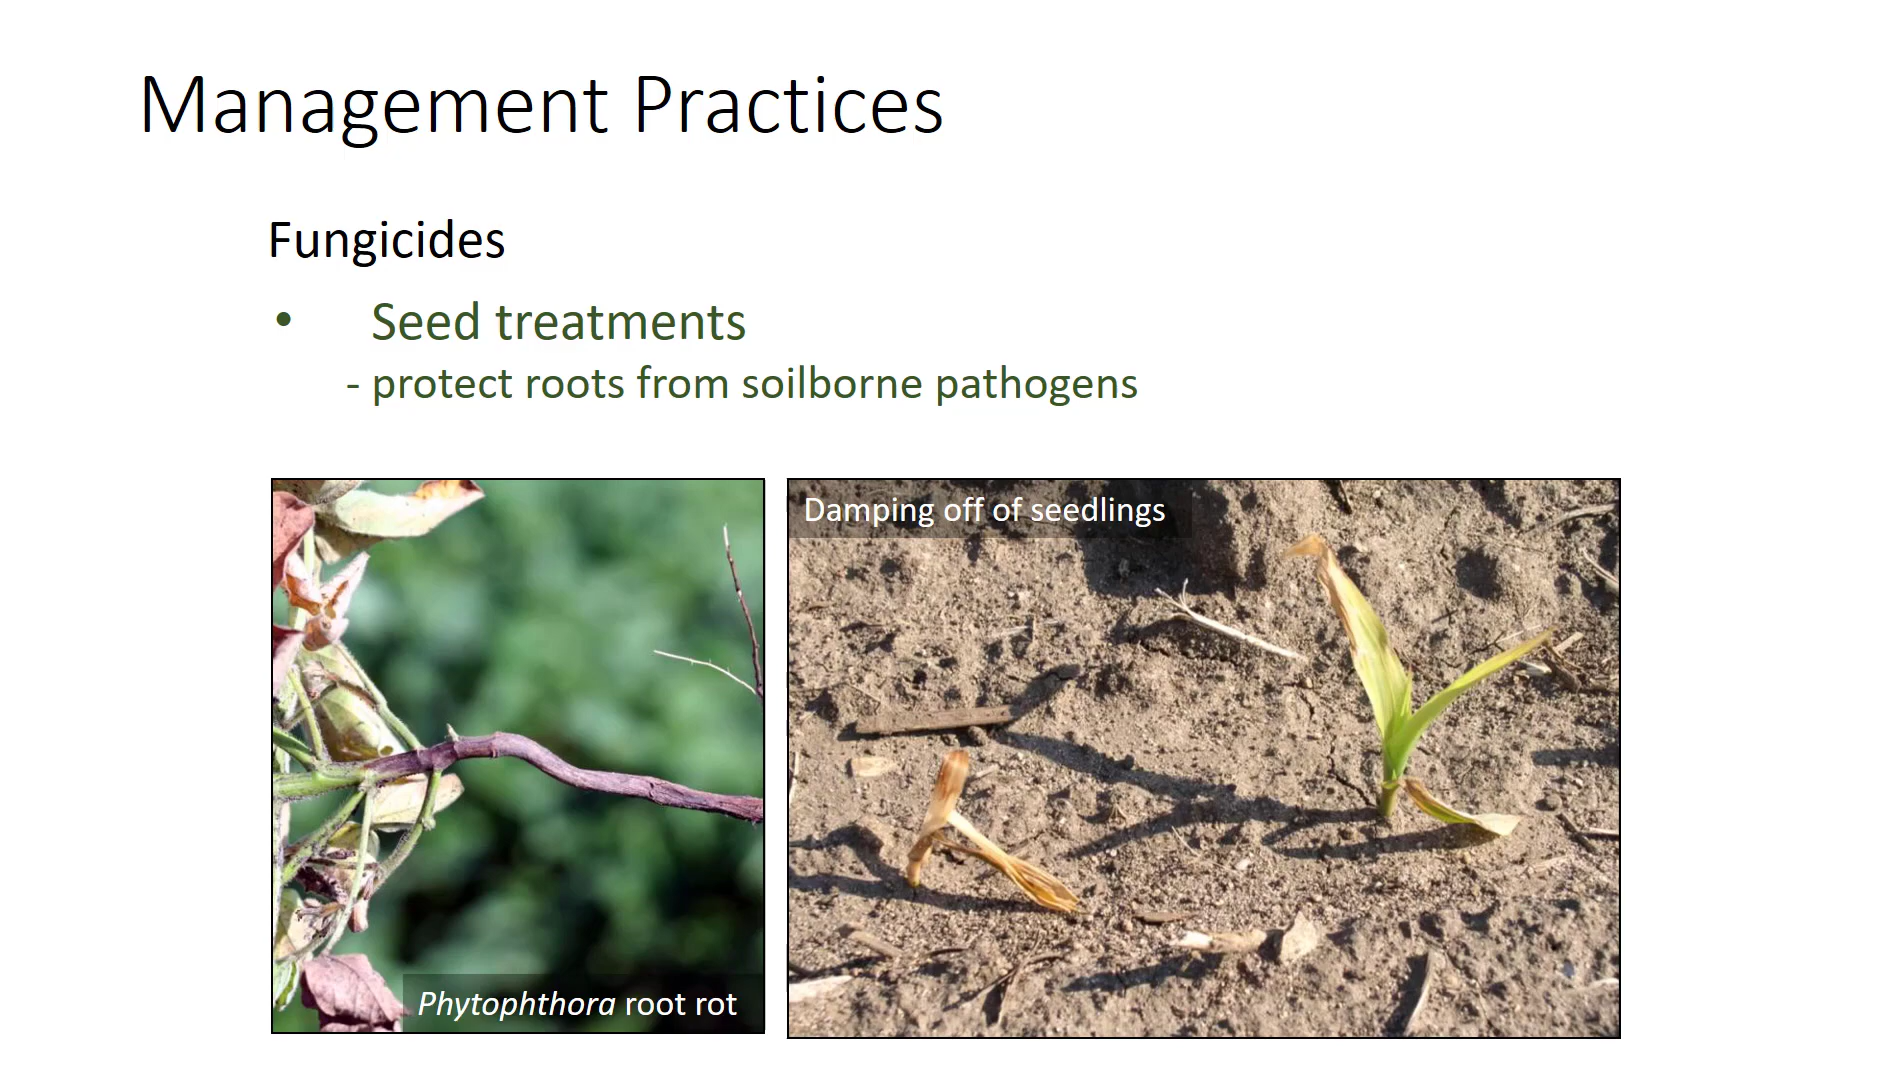 Management Practices
Fungicides
• Seed treatments
- protect roots from soilborne pathogens
Damping off of seedlings
Phytophthora root rot